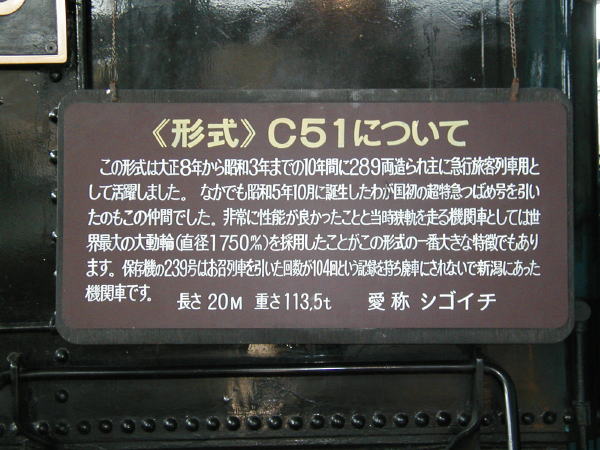 《形式》C51について
この形式は大正8年から昭和3年までの10年間に289両造られ主に急行旅客列車用と
して活躍しました。なかでも昭和5年10月に誕生したわが国初の超特急つばめ号を引い
たのもこの仲間でした。非常に性能が良かったことと当時狭軌を走る機関車としては世
界最大の大動輪(直径1750㎜)を採用したことがこの形式の一番大きな特徴でもあり
ます。保存機の239号はお召列車を引いた回数が104回という記録を持ち廃車にされないで新潟にあった
機関車です。 長さ 20M 重さ 113,5t 愛称 シゴイチ